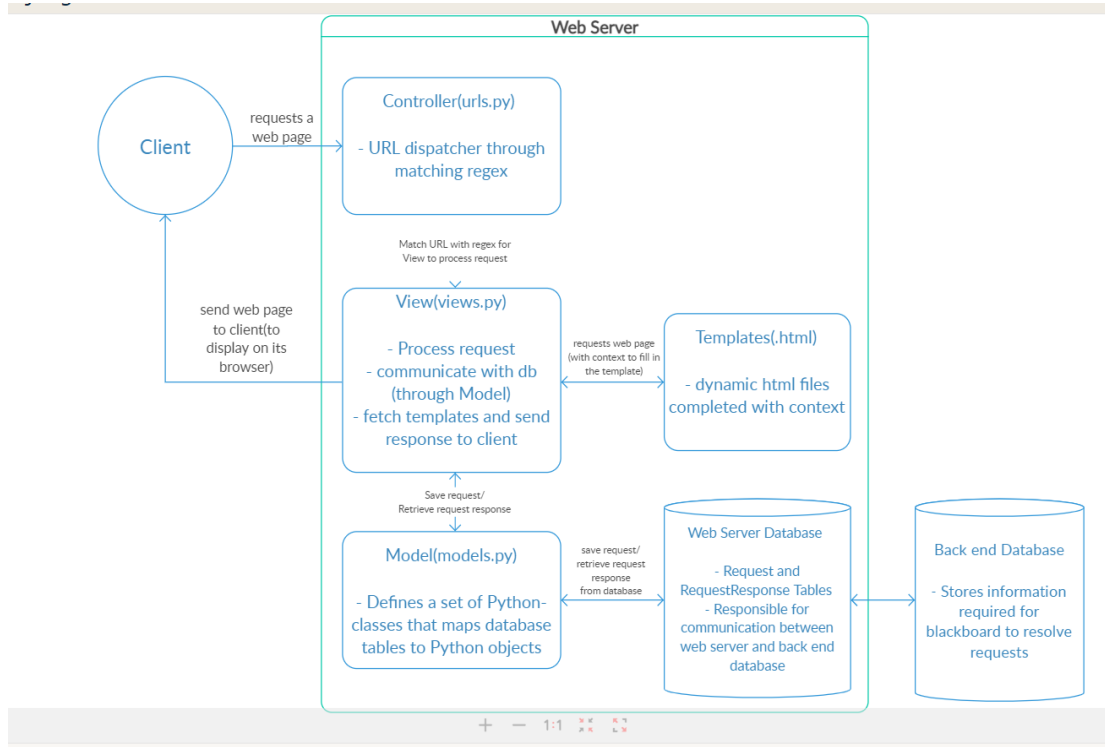 Web Server
Client
requests a
web page
Controller(urls.py)
- URL dispatcher through
matching regex
Match URL with regex for
View to process request
send web page
to client(to
display on its
browser)
View(views.py)
- Process request
- communicate with db
(through Model)
- fetch templates and send
response to client
requests web page
(with context to fill in
the template)
Templates(.html)
- dynamic html files
completed with context
Save request/
Retrieve request response
Model(models.py)
- Defines a set of Python-
classes that maps database
tables to Python objects
save request/
retrieve request
response
from database
Web Server Database
- Request and
RequestResponse Tables
- Responsible for
communication between
web server and back end
database
Back end Database
- Stores information
required for
blackboard to resolve
requests
1:1